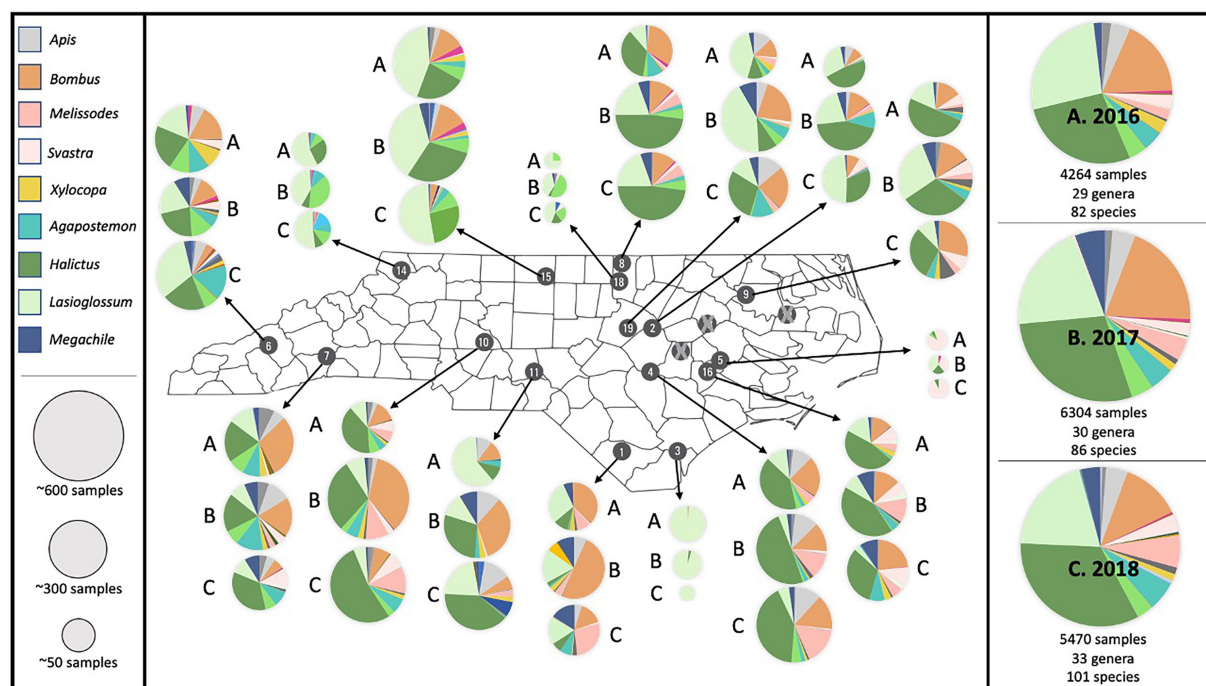 Apis
Bombus
Melissodes
Svastra
Xylocopa
Agapostemon
Halictus
Lasioglossum
Megachile
~600 samples
~300 samples
~50 samples
A
B
C
A
B
C
A
B
C
A
B
C
A
B
C
A
B
C
A
B
C
A
B
C
14
15
8
18
9
19
2
X
X
X
6
7
10
11
4
5
16
1
3
A
B
C
A
B
C
A
B
C
A
B
C
A
B
C
A
B
C
A
B
C
A
B
C
A. 2016
4264 samples
29 genera
82 species
B. 2017
6304 samples
30 genera
86 species
C. 2018
5470 samples
33 genera
101 species